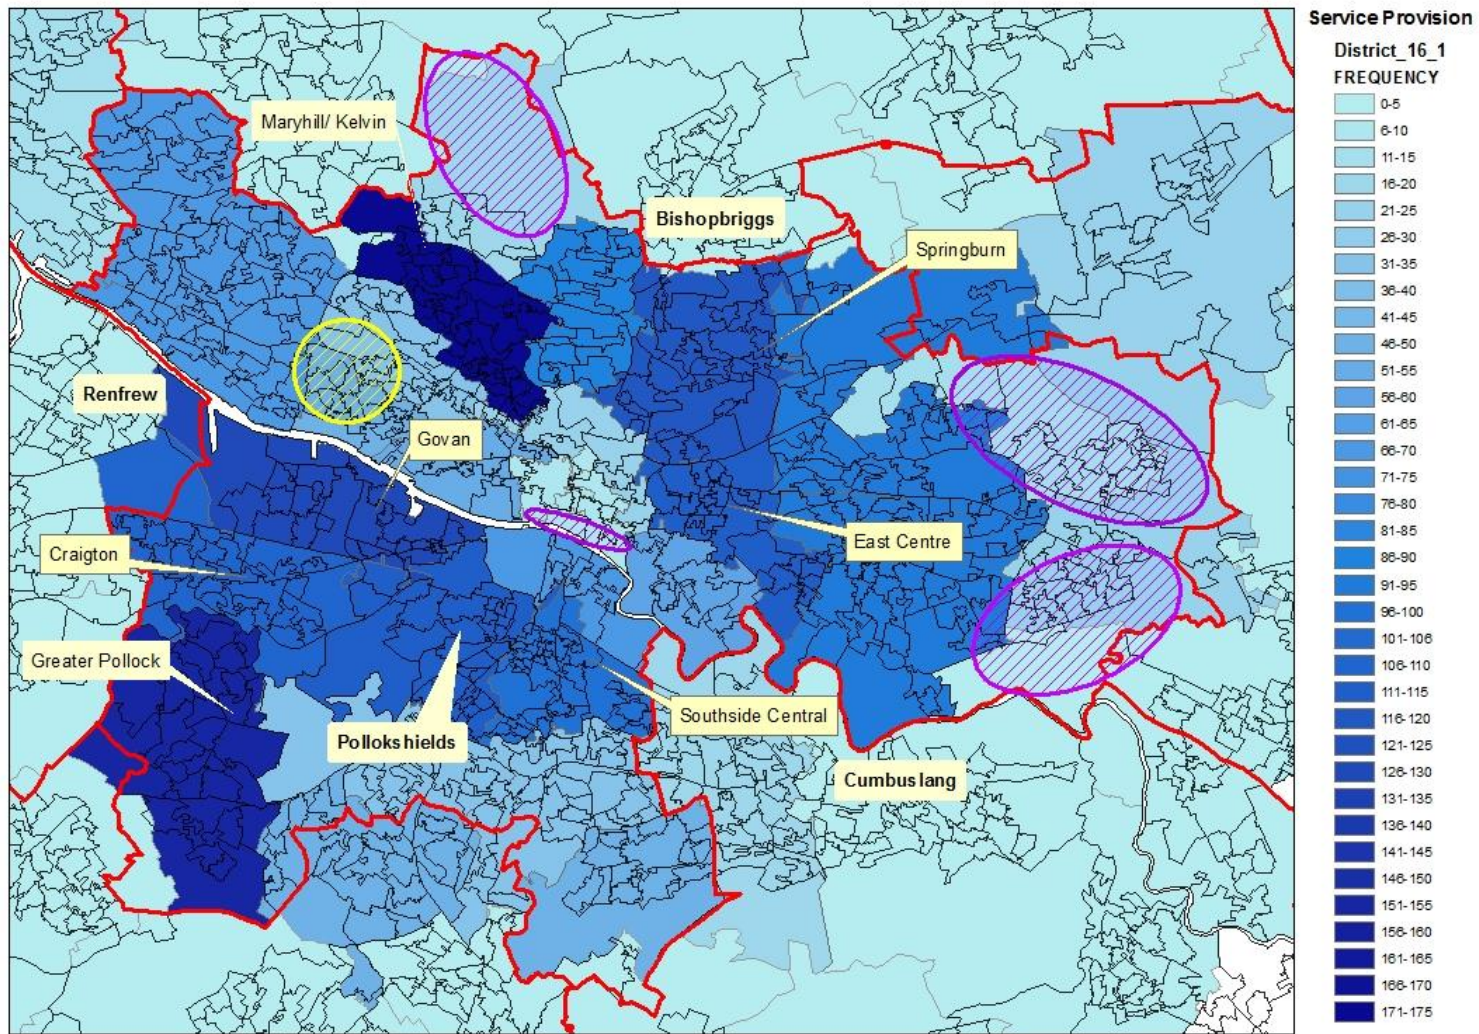 Service Provision
District_16_1
FREQUENCY
0-5
6-10
11-15
16-20
21-25
26-30
31-35
36-40
41-45
46-50
51-55
56-60
61-65
66-70
71-75
76-80
81-85
86-90
91-95
96-100
101-106
106-110
111-115
116-120
121-125
126-130
131-135
136-140
141-145
146-150
151-155
156-160
161-165
166-170
171-175
Maryhill/ Kelvin
Bishopbriggs
Springburn
Renfrew
Govan
East Centre
Craigton
Greater Pollock
Southside Central
Pollokshields
Cumbuslang